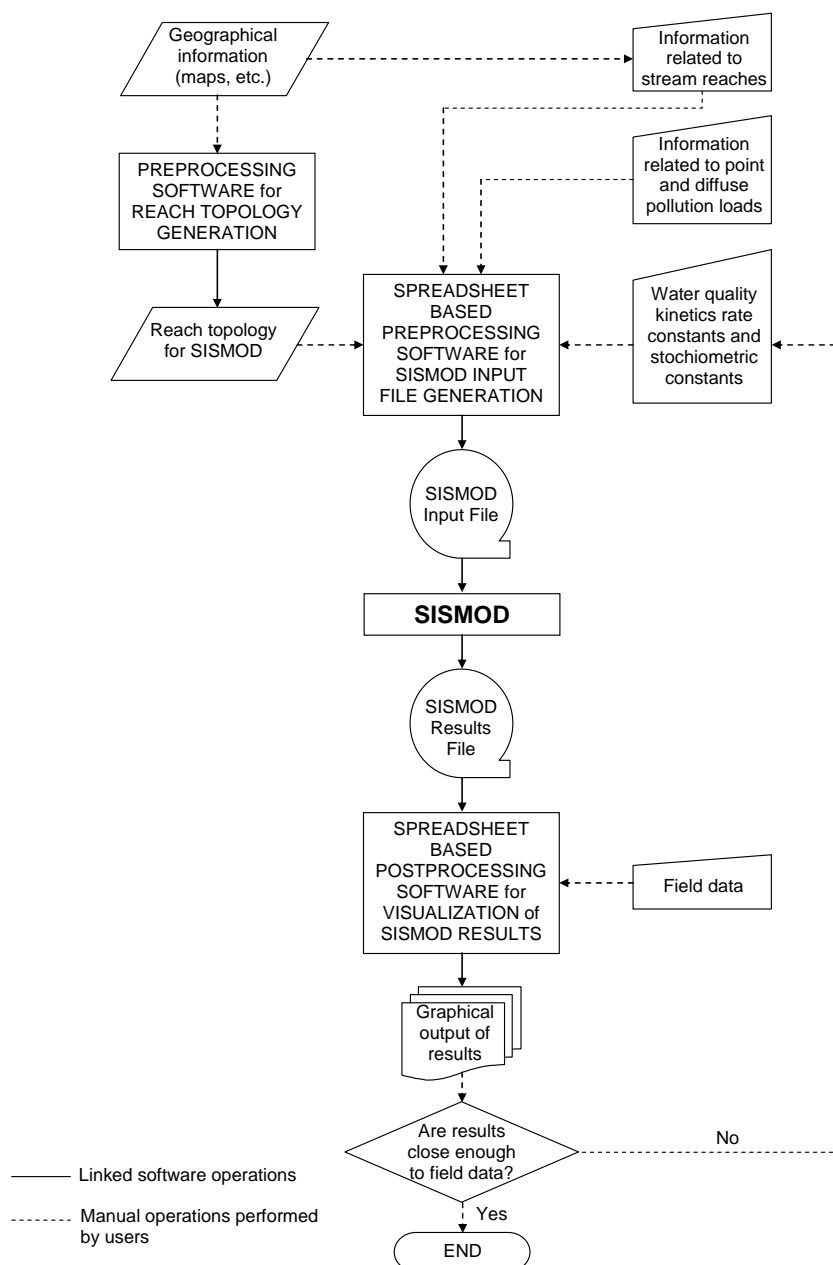 Geographical
information
(maps, etc.)
Information
related to
stream reaches
Information
related to point
and diffuse
pollution loads
PREPROCESSING
SOFTWARE for
REACH TOPOLOGY
GENERATION
SPREADSHEET
BASED
PREPROCESSING
SOFTWARE for
SISMOD INPUT
FILE GENERATION
Water quality
kinetics rate
constants and
stochiometric
constants
Reach topology
for SISMOD
SISMOD
Input File
SISMOD
SISMOD
Results
File
SPREADSHEET
BASED
POSTPROCESSING
SOFTWARE for
VISUALIZATION of
SISMOD RESULTS
Field data
Graphical
output of
results
Are results
close enough
to field data?
No
Yes
END
Linked software operations
Manual operations performed
by users